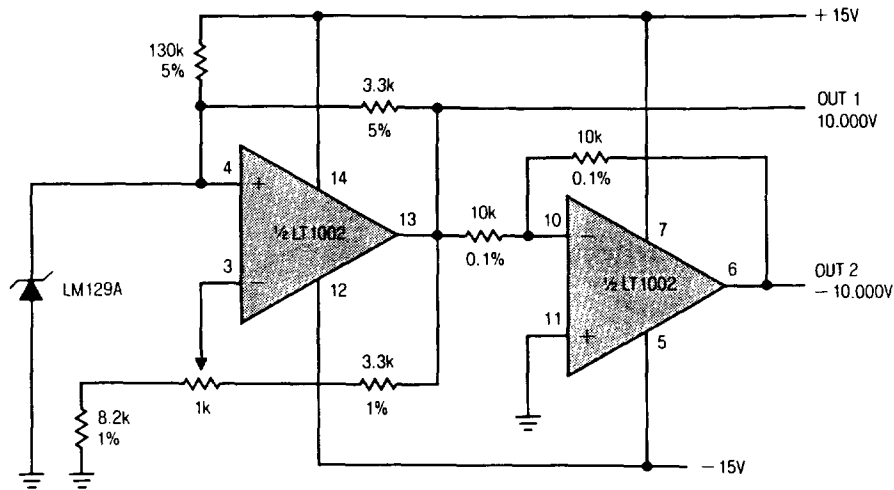 + 15V
130k
5%
3.3k
5%
OUT 1
10.000V
10k
0.1%
4
+
14
½ LT1002
13
10k
0.1%
10
−
7
½ LT1002
6
OUT 2
− 10.000V
3
−
12
11
+
5
LM129A
3.3k
1%
1k
8.2k
1%
− 15V